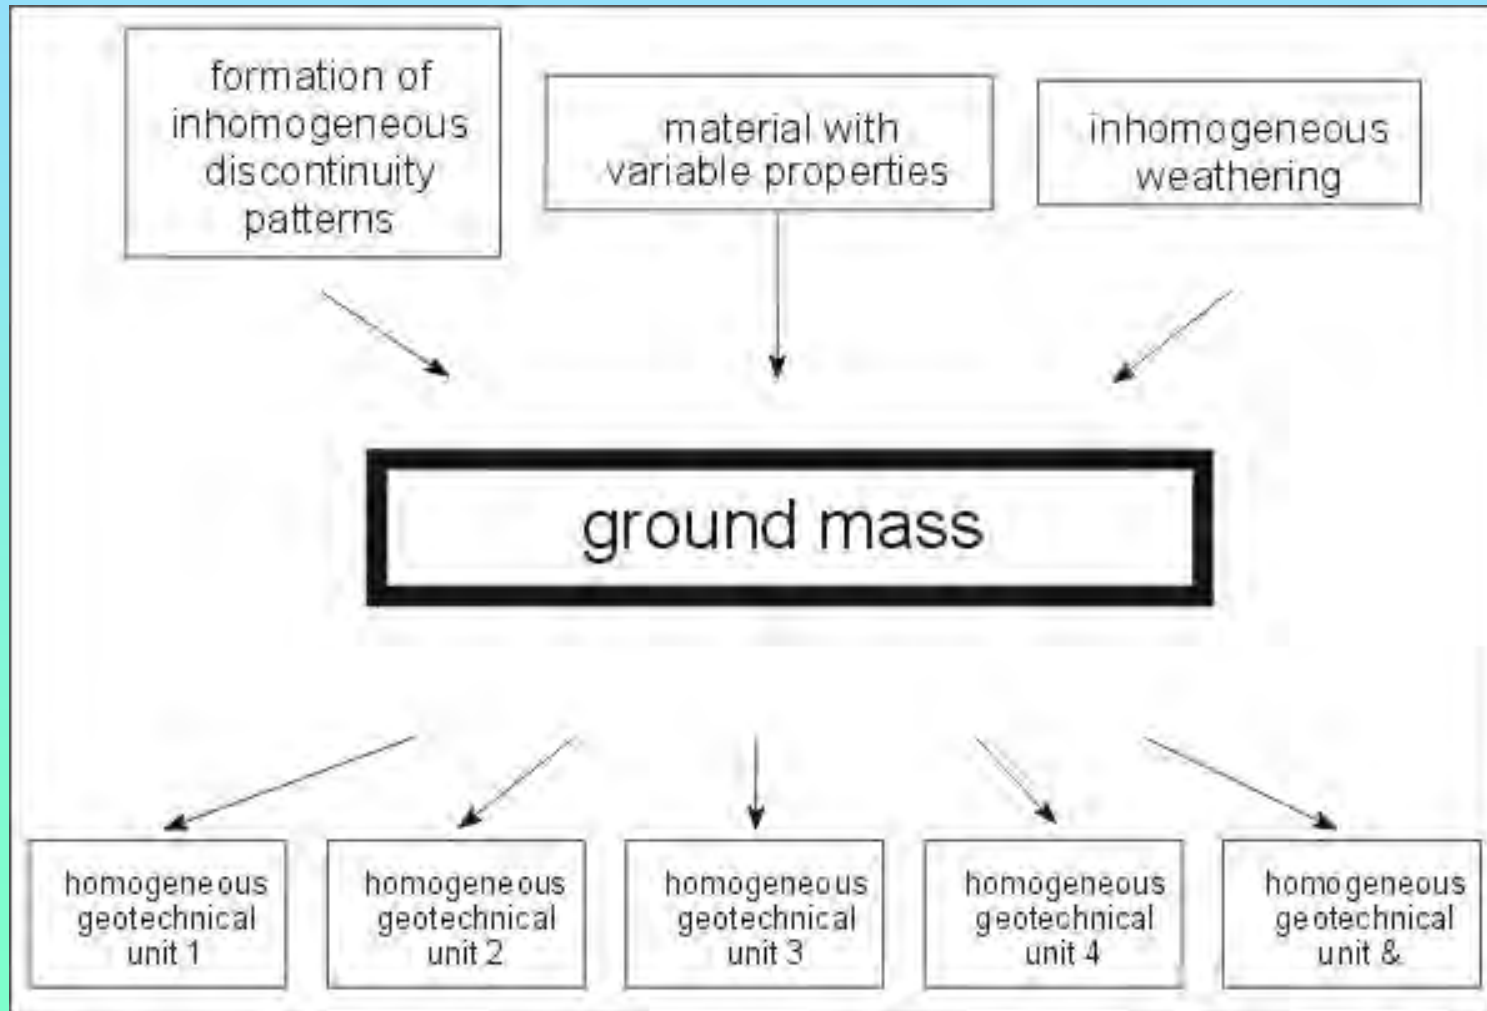 formation of
inhomogeneous
discontinuity
patterns
material with
variable properties
inhomogeneous
weathering
ground mass
homogeneous
geotechnical
unit 1
homogeneous
geotechnical
unit 2
homogeneous
geotechnical
unit 3
homogeneous
geotechnical
unit 4
homogeneous
geotechnical
unit &